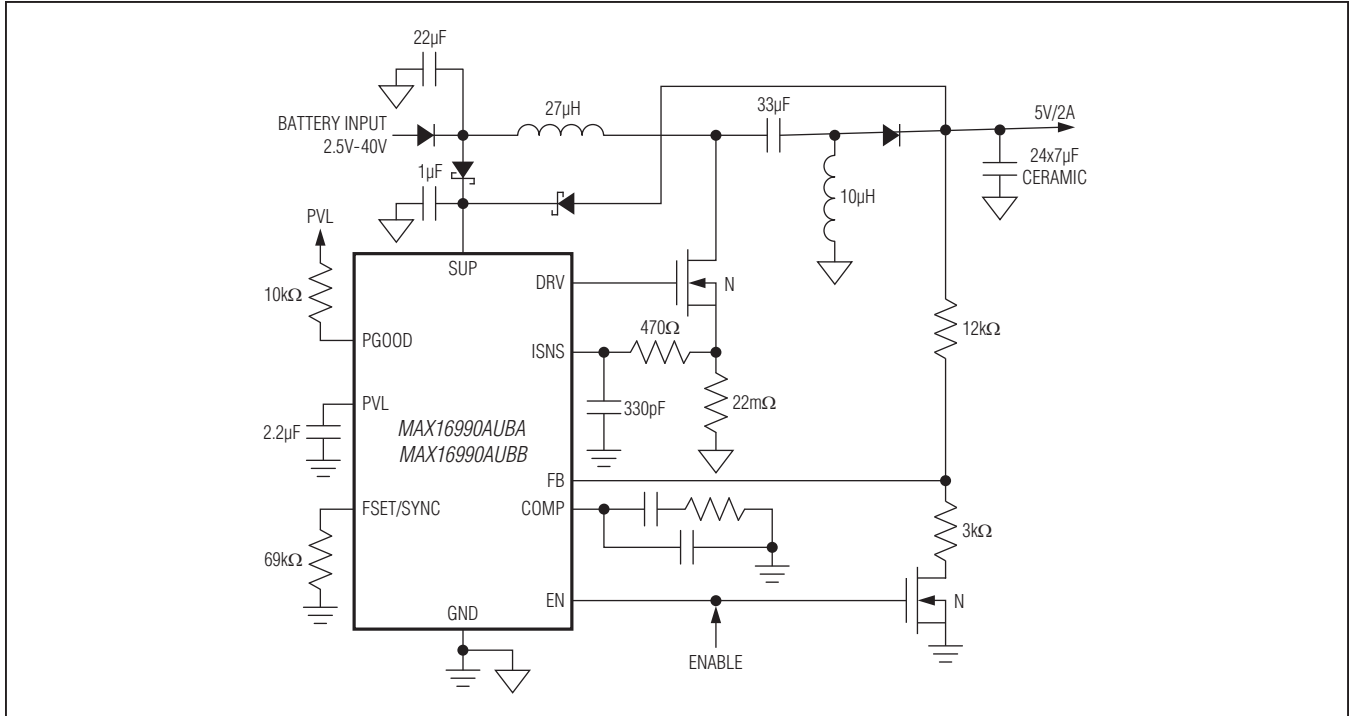 22µF
27µH
33µF
5V/2A
BATTERY INPUT
2.5V-40V
24x7µF
CERAMIC
1µF
10µH
PVL
SUP
DRV
N
10kΩ
470Ω
12kΩ
PGOOD
ISNS
PVL
330pF
22mΩ
2.2µF
MAX16990AUBA
MAX16990AUBB
FB
FSET/SYNC
COMP
3kΩ
69kΩ
EN
N
GND
ENABLE